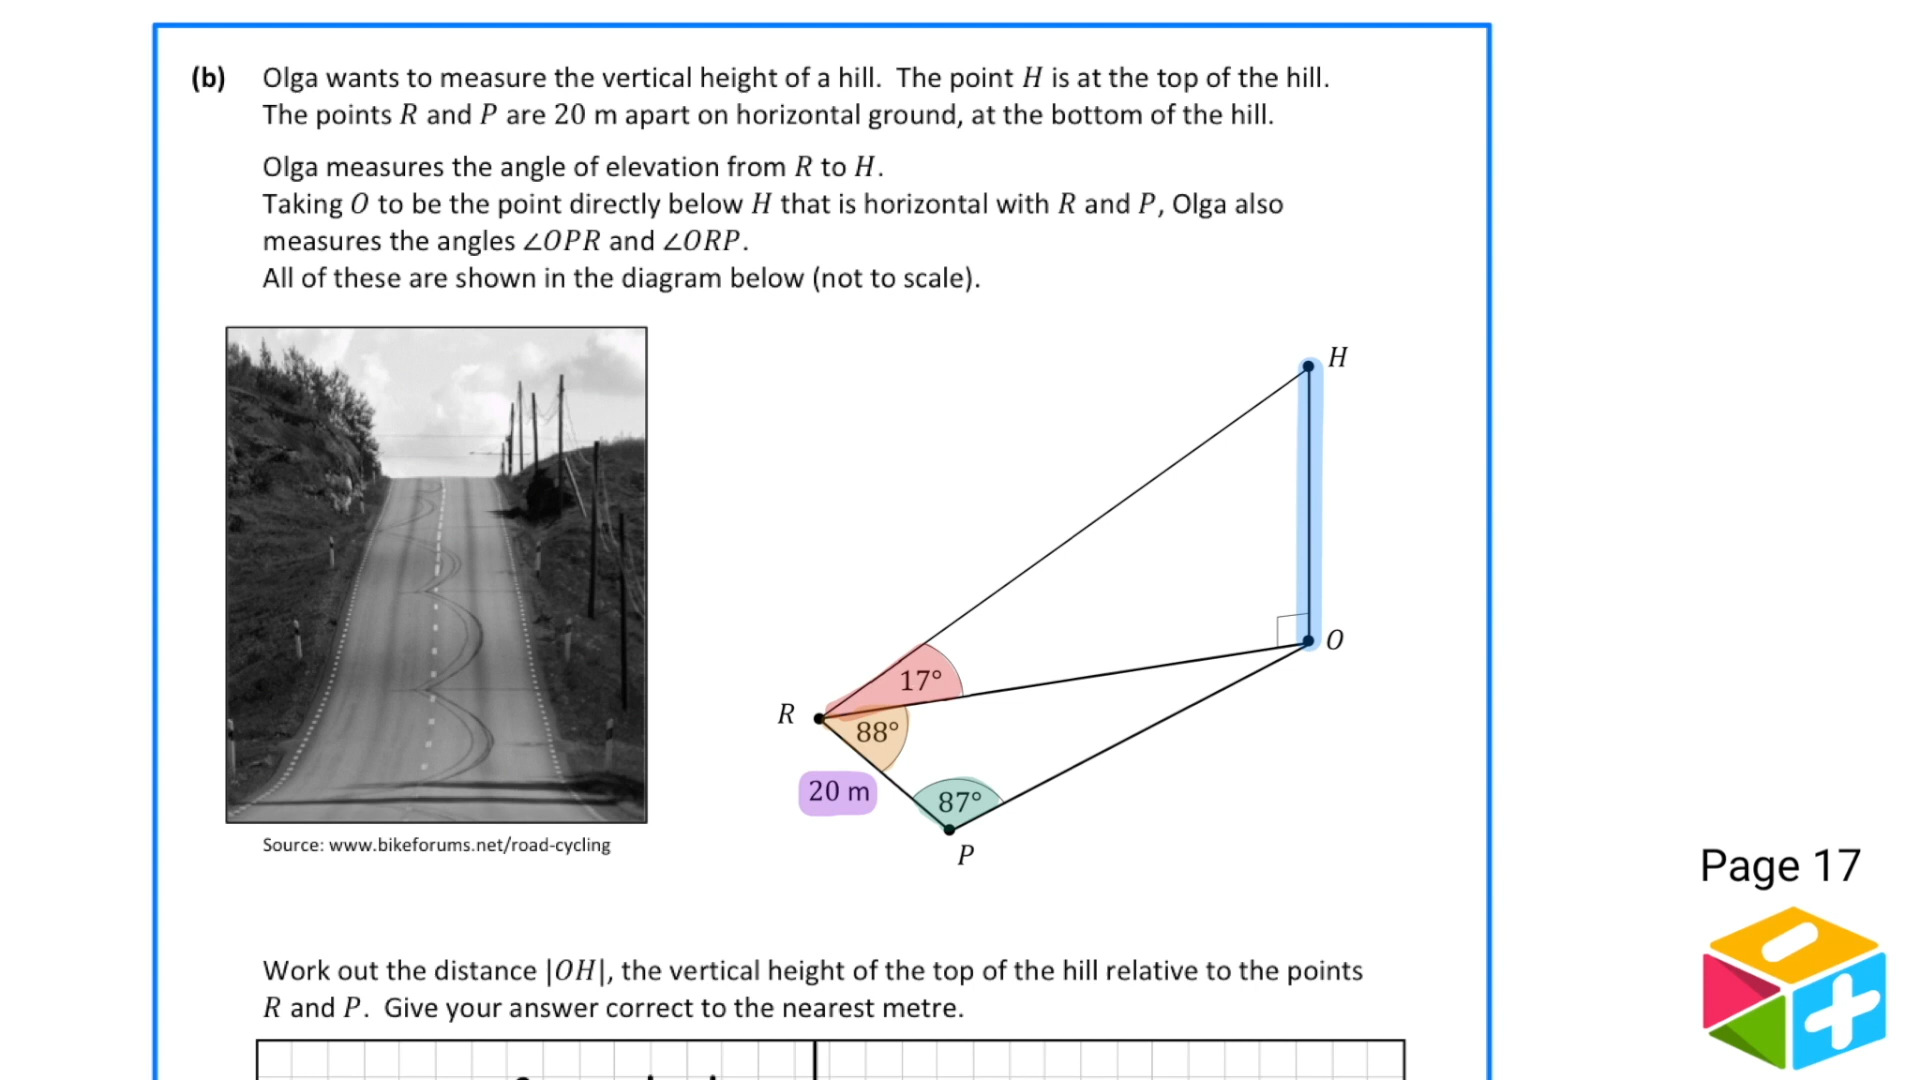 (b) Olga wants to measure the vertical height of a hill. The point H is at the top of the hill.
The points R and P are 20 m apart on horizontal ground, at the bottom of the hill.
Olga measures the angle of elevation from R to H.
Taking O to be the point directly below H that is horizontal with R and P, Olga also
measures the angles ∠OPR and ∠ORP.
All of these are shown in the diagram below (not to scale).
H
O
17°
R
88°
20 m
87°
P
Source: www.bikeforums.net/road-cycling
Page 17
Work out the distance |OH|, the vertical height of the top of the hill relative to the points
R and P. Give your answer correct to the nearest metre.